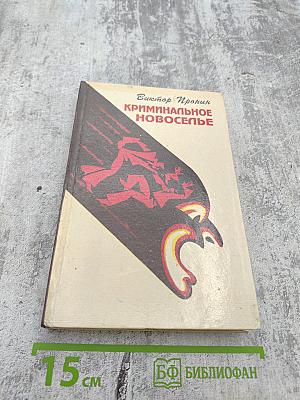 Виктор Пронин
КРИМИНАЛЬНОЕ
НОВОСЕЛЬЕ
15 см
БФ БИБЛИОФАН